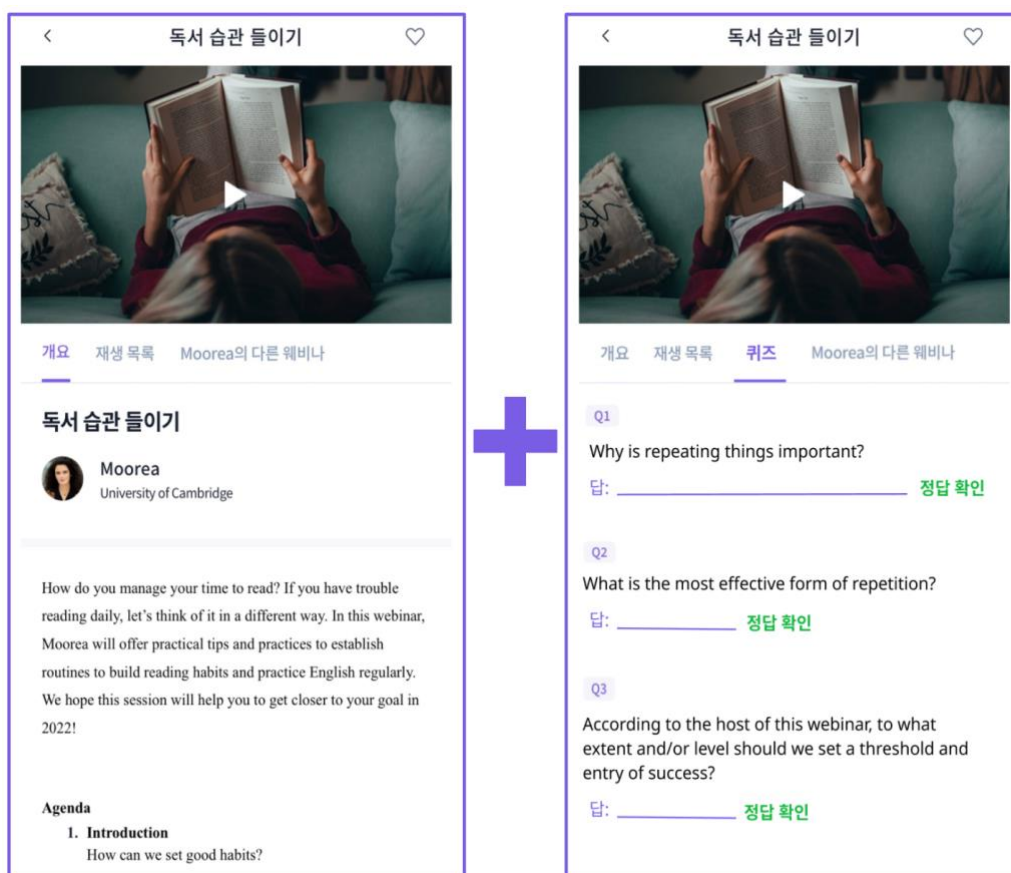 독서 습관 들이기
개요 재생 목록 Moorea의 다른 웨비나
독서 습관 들이기
Moorea
University of Cambridge
How do you manage your time to read? If you have trouble
reading daily, let’s think of it in a different way. In this webinar,
Moorea will offer practical tips and practices to establish
routines to build reading habits and practice English regularly.
We hope this session will help you to get closer to your goal in
2022!
Agenda
1. Introduction
How can we set good habits?
독서 습관 들이기
개요 재생 목록 퀴즈 Moorea의 다른 웨비나
Q1
Why is repeating things important?
답: 정답 확인
Q2
What is the most effective form of repetition?
답: 정답 확인
Q3
According to the host of this webinar, to what
extent and/or level should we set a threshold and
entry of success?
답: 정답 확인